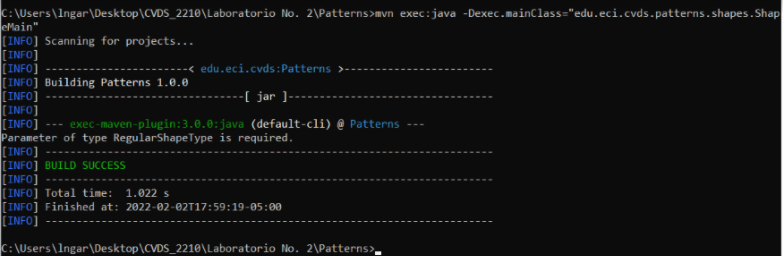 C:\Users\lngar\Desktop\CVDS_2210\Laboratorio No. 2\Patterns>mvn exec:java -Dexec.mainClass="edu.eci.cvds.patterns.shapes.Shap
eMain"
[INFO] Scanning for projects...
[INFO]
[INFO] ----------------------< edu.eci.cvds:Patterns >-----------------------
[INFO] Building Patterns 1.0.0
[INFO] --------------------------------[ jar ]---------------------------------
[INFO]
[INFO] --- exec-maven-plugin:3.0.0:java (default-cli) @ Patterns ---
Parameter of type RegularShapeType is required.
[INFO] ------------------------------------------------------------------------
[INFO] BUILD SUCCESS
[INFO] ------------------------------------------------------------------------
[INFO] Total time:  1.022 s
[INFO] Finished at: 2022-02-02T17:59:19-05:00
[INFO] ------------------------------------------------------------------------
C:\Users\lngar\Desktop\CVDS_2210\Laboratorio No. 2\Patterns>